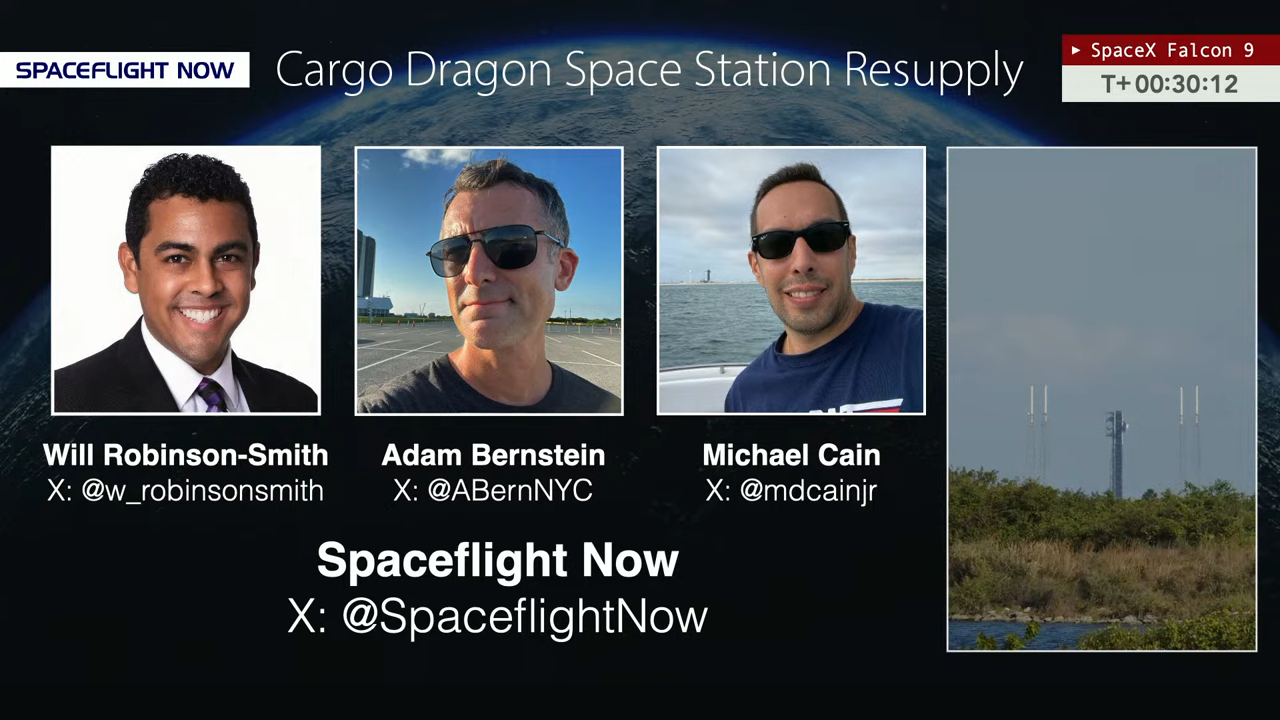 SPACEFLIGHT NOW
Cargo Dragon Space Station Resupply
SpaceX Falcon 9
T+00:30:12
Will Robinson-Smith
X: @w_robinsonsmith
Adam Bernstein
X: @ABernNYC
Michael Cain
X: @mdcainjr
Spaceflight Now
X: @SpaceflightNow